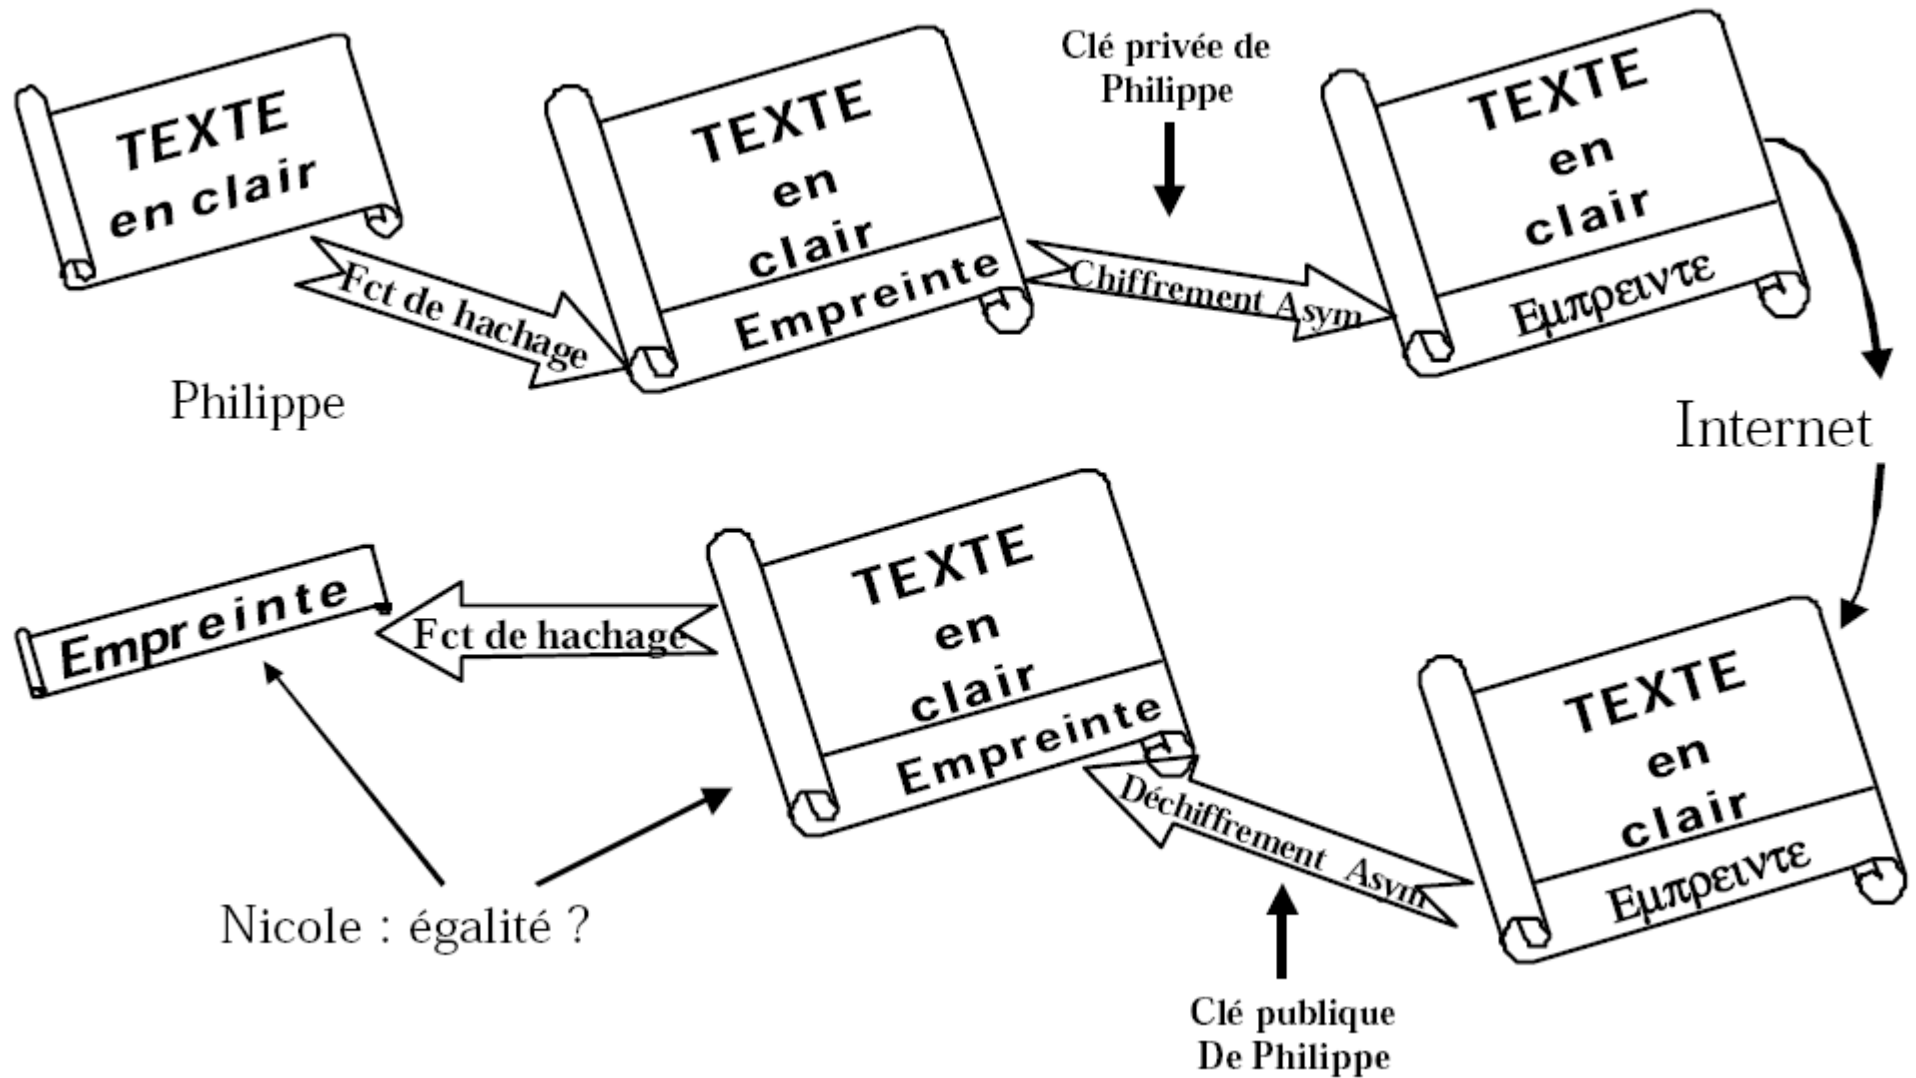 TEXTE
en clair
Fct de hachage
Philippe
TEXTE
en
clair
Empreinte
Clé privée de
Philippe
Chiffrement Asym
TEXTE
en
clair
Εμπρειντε
Internet
TEXTE
en
clair
Εμπρειντε
Déchiffrement Asym
Clé publique
De Philippe
TEXTE
en
clair
Empreinte
Fct de hachage
Empreinte
Nicole : égalité ?